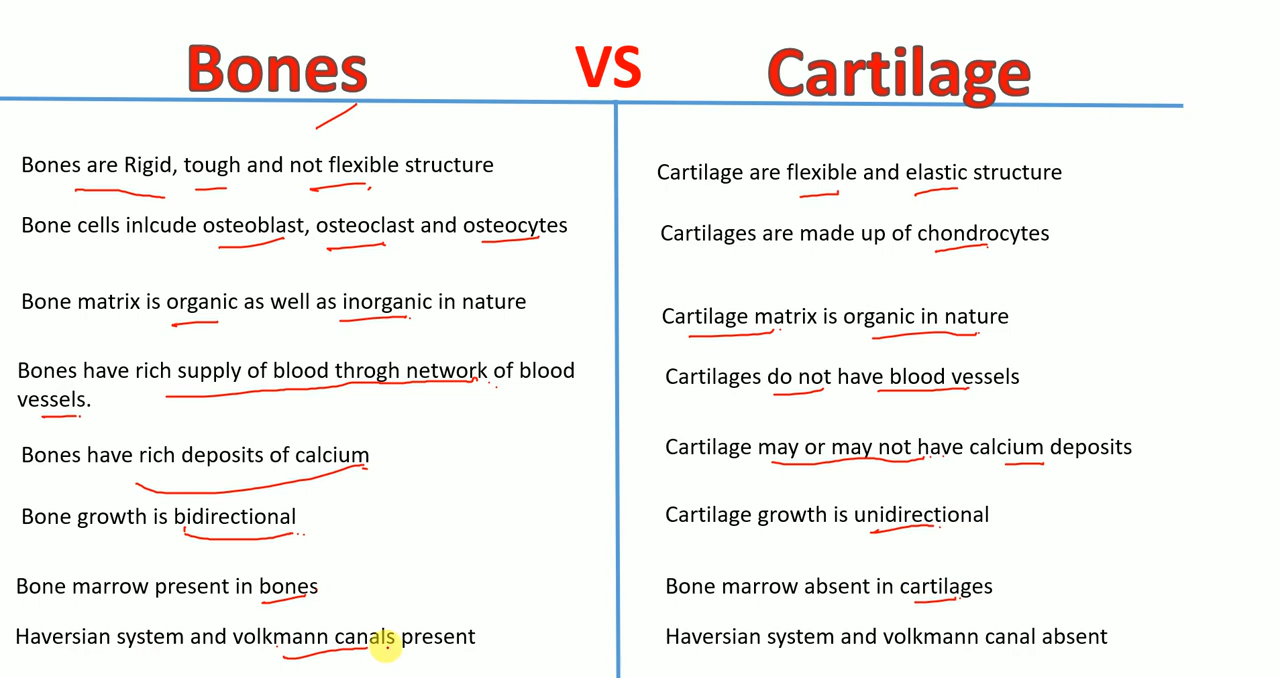 Bones VS Cartilage
Bones are Rigid, tough and not flexible structure
Cartilage are flexible and elastic structure
Bone cells inlcude osteoblast, osteoclast and osteocytes
Cartilages are made up of chondrocytes
Bone matrix is organic as well as inorganic in nature
Cartilage matrix is organic in nature
Bones have rich supply of blood throgh network of blood
vessels.
Cartilages do not have blood vessels
Bones have rich deposits of calcium
Cartilage may or may not have calcium deposits
Bone growth is bidirectional
Cartilage growth is unidirectional
Bone marrow present in bones
Bone marrow absent in cartilages
Haversian system and volkmann canals present
Haversian system and volkmann canal absent